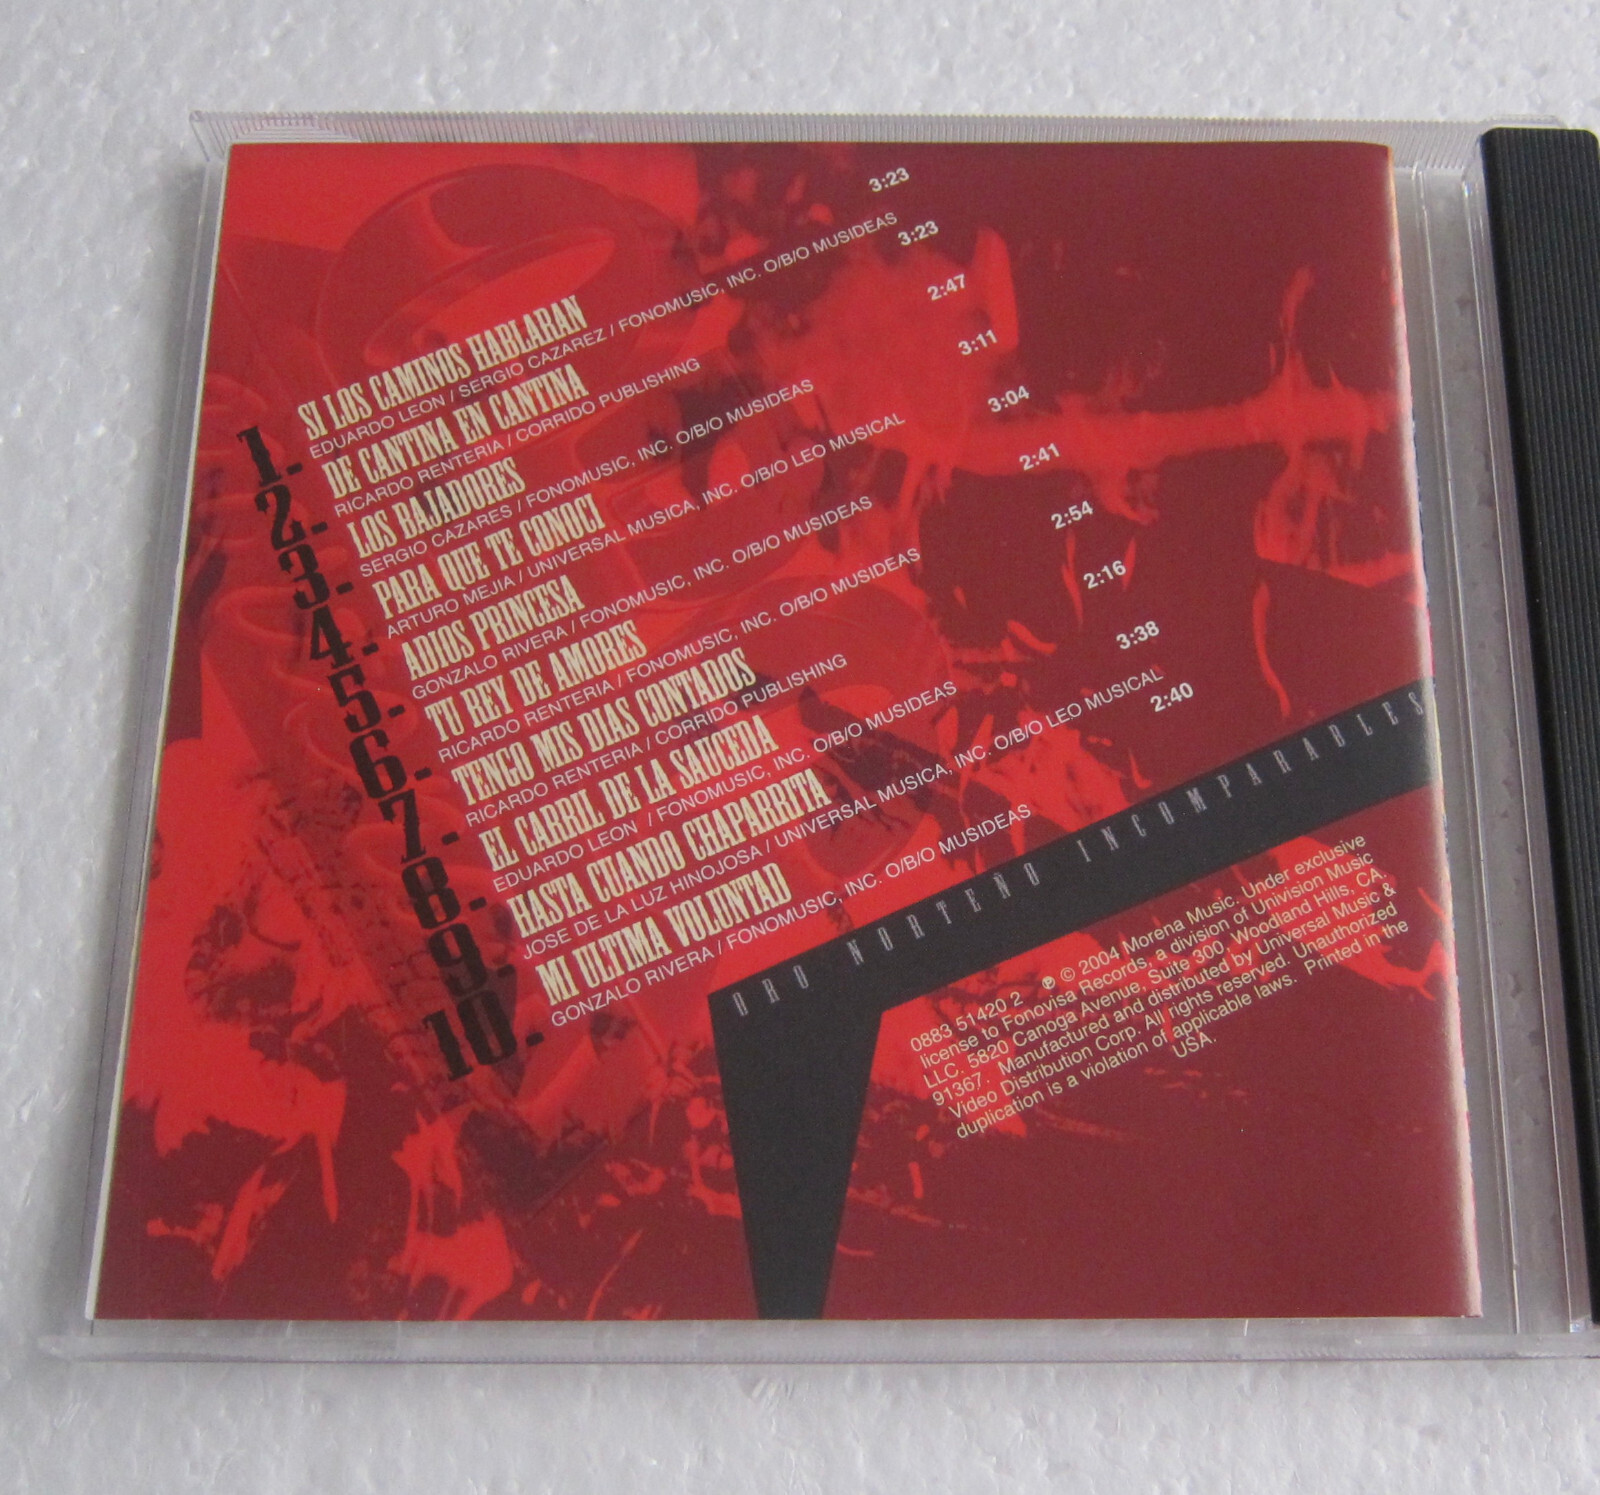 1. SI LOS CAMINOS HABLARAN 3:23
EDUARDO LEON / SERGIO CAZAREZ / FONOMUSIC, INC. O/B/O MUSIDEAS
2. DE CANTINA EN CANTINA 3:23
RICARDO RENTERIA / CORRIDO PUBLISHING
3. LOS BAJADORES 2:47
SERGIO CAZARES / FONOMUSIC, INC. O/B/O MUSIDEAS
4. PARA QUE TE CONOCI 3:11
ARTURO MEJIA / UNIVERSAL MUSICA, INC. O/B/O LEO MUSICAL
5. ADIOS PRINCESA 3:04
GONZALO RIVERA / FONOMUSIC, INC. O/B/O MUSIDEAS
6. TU REY DE AMORES 2:41
RICARDO RENTERIA / FONOMUSIC, INC. O/B/O MUSIDEAS
7. TENGO MIS DIAS CONTADOS 2:54
RICARDO RENTERIA / CORRIDO PUBLISHING
8. EL CARRIL DE LA SAUCEDA 2:16
EDUARDO LEON / FONOMUSIC, INC. O/B/O MUSIDEAS
9. HASTA CUANDO CHAPARRITA 3:38
JOSE DE LA LUZ HINOJOSA / UNIVERSAL MUSICA, INC. O/B/O LEO MUSICAL
10. MI ULTIMA VOLUNTAD 2:40
GONZALO RIVERA / FONOMUSIC, INC. O/B/O MUSIDEAS
ORO NORTEÑO INCOMPARABLES
0883 51420 2 ℗ © 2004 Morena Music. Under exclusive
license to Fonovisa Records, a division of Univision Music
LLC. 5820 Canoga Avenue, Suite 300, Woodland Hills, CA.
91367. Manufactured and distributed by Universal Music &
Video Distribution Corp. All rights reserved. Unauthorized
duplication is a violation of applicable laws. Printed in the
USA.